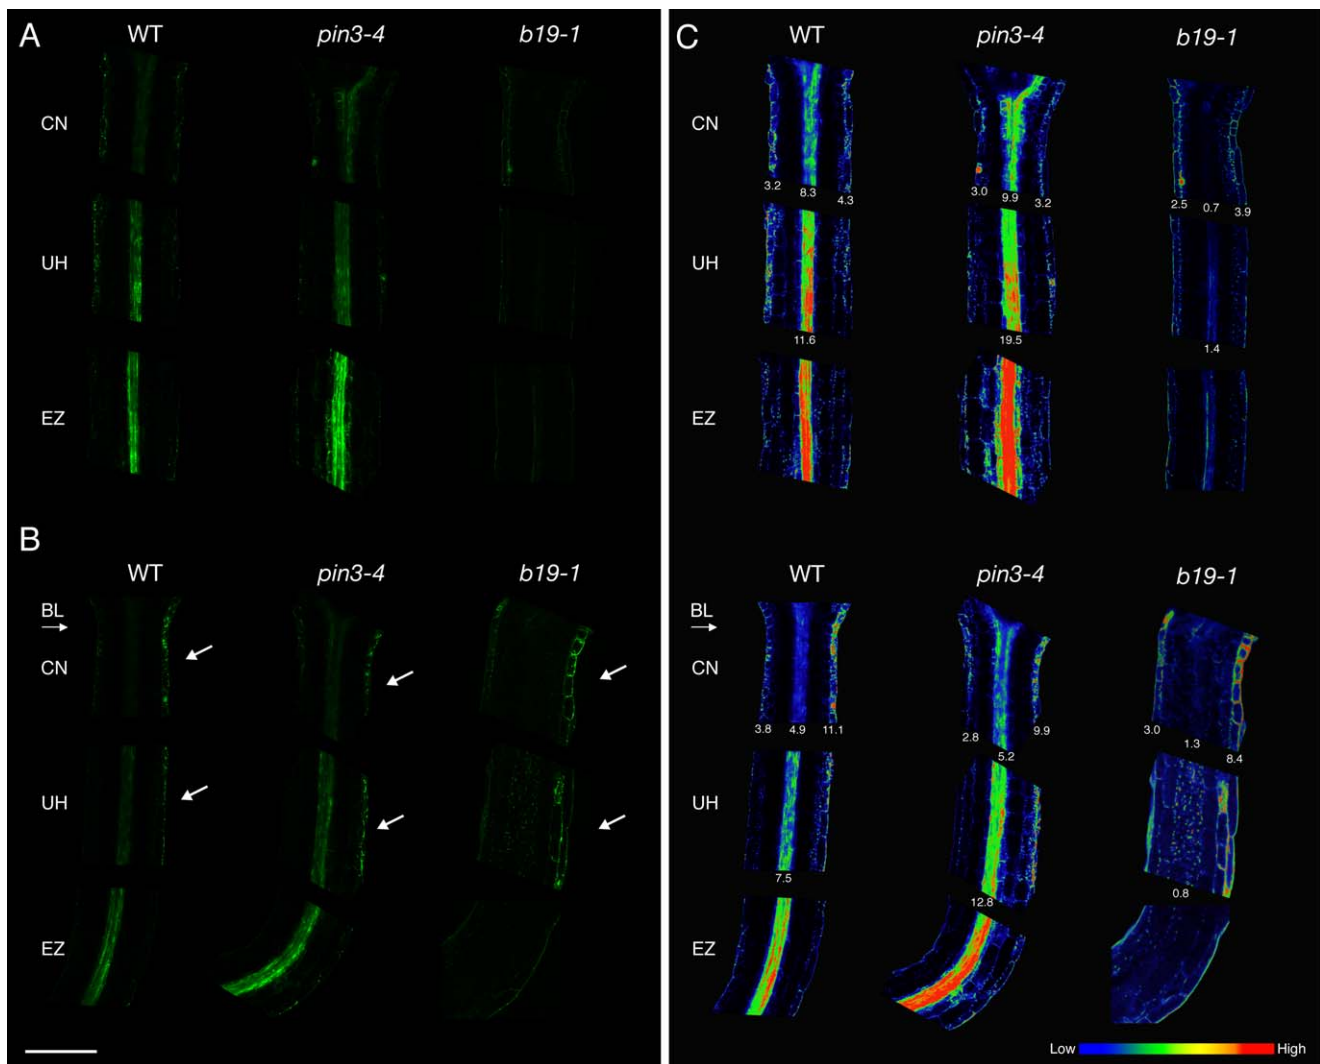 A
WT pin3-4 b19-1
CN
UH
EZ
B
WT pin3-4 b19-1
BL
CN
UH
EZ
C
WT pin3-4 b19-1
CN
3.2 8.3 4.3 3.0 9.9 3.2 2.5 0.7 3.9
UH
11.6 19.5 1.4
EZ
WT pin3-4 b19-1
BL
CN
3.8 4.9 11.1 2.8 5.2 9.9 3.0 1.3 8.4
UH
7.5 12.8 0.8
EZ
Low High